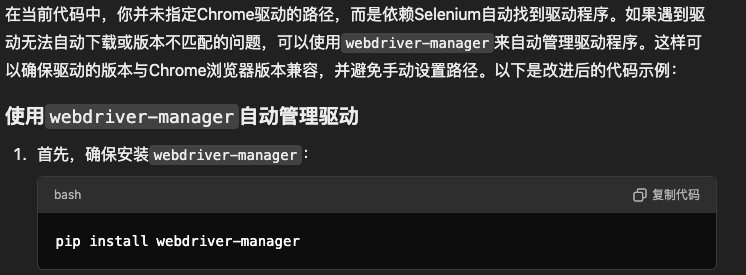 在当前代码中，你并未指定Chrome驱动的路径，而是依赖Selenium自动找到驱动程序。如果遇到驱
动无法自动下载或版本不匹配的问题，可以使用webdriver-manager来自动管理驱动程序。这样可
以确保驱动的版本与Chrome浏览器版本兼容，并避免手动设置路径。以下是改进后的代码示例：
使用webdriver-manager自动管理驱动
1. 首先，确保安装webdriver-manager：
bash 复制代码
pip install webdriver-manager